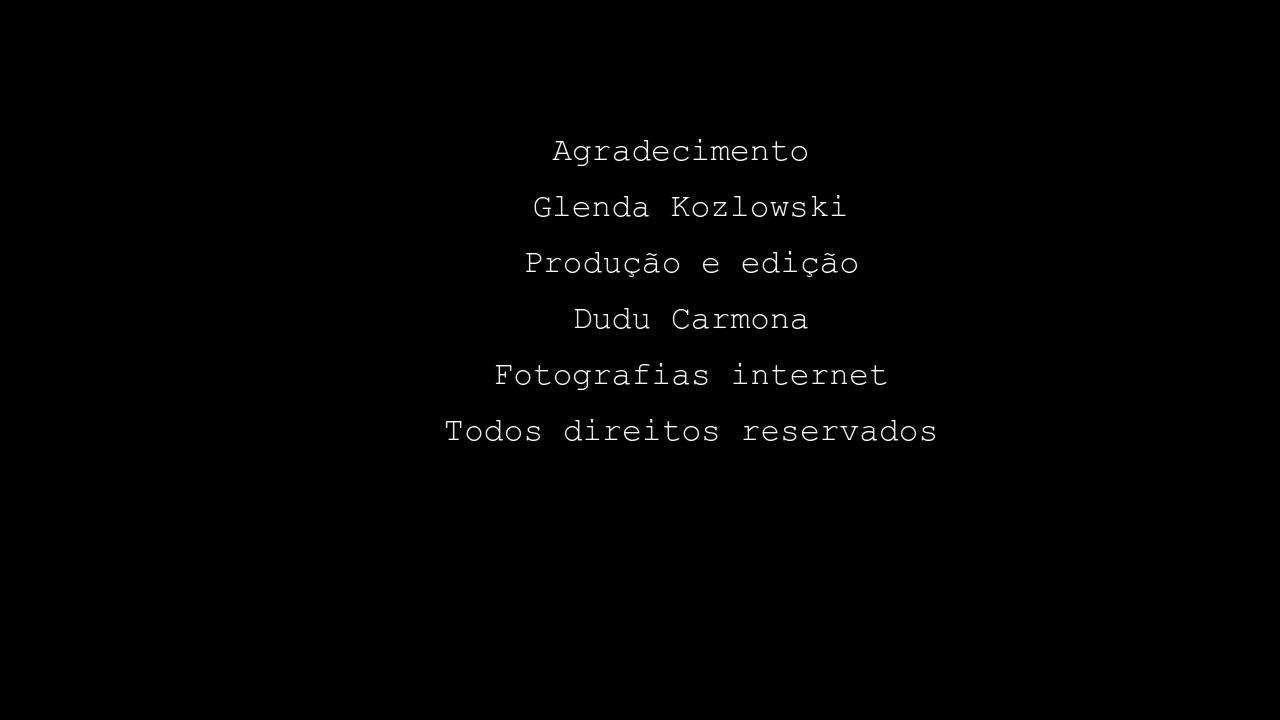 Agradecimento
Glenda Kozlowski
Produção e edição
Dudu Carmona
Fotografias internet
Todos direitos reservados